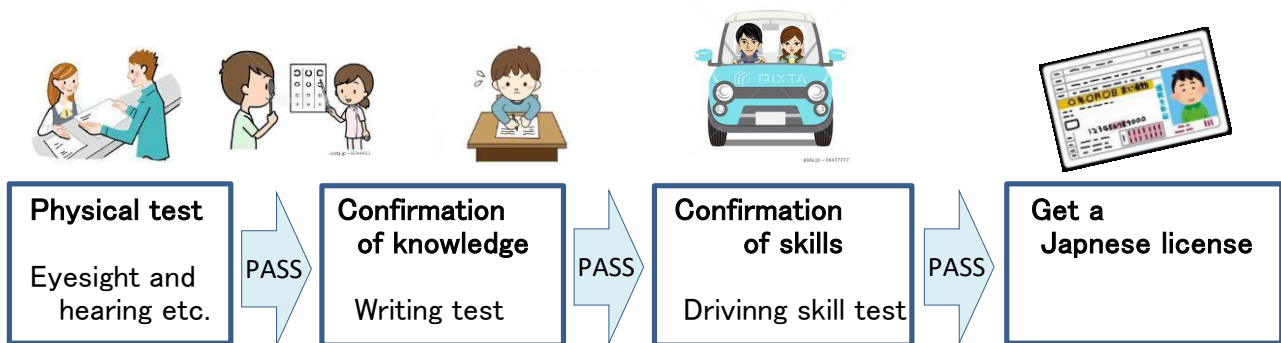 Physical test
Eyesight and
hearing etc.
PASS
Confirmation
of knowledge
Writing test
PASS
Confirmation
of skills
Drivinng skill test
PASS
Get a
Japnese license
PIXTA
123456789000